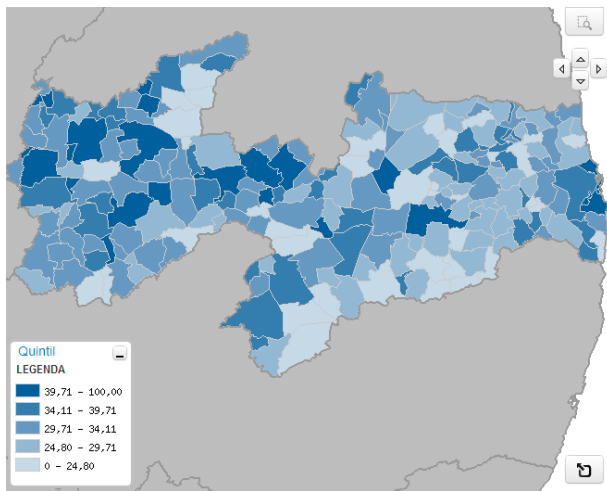 Quintil
LEGENDA
39,71 - 100,00
34,11 - 39,71
29,71 - 34,11
24,80 - 29,71
0 - 24,80